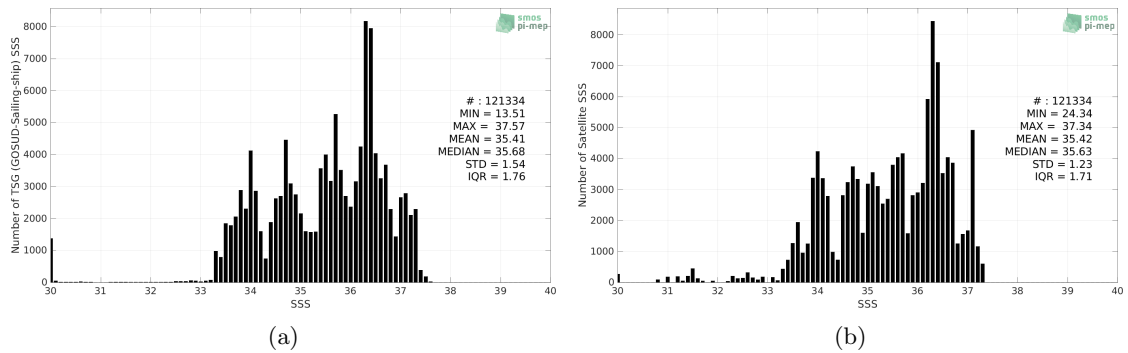 smos
pi-mep
Number of TSG (GOSUD-Sailing-ship) SSS
8000
7000
6000
5000
4000
3000
2000
1000
0
# : 121334
MIN = 13.51
MAX = 37.57
MEAN = 35.41
MEDIAN = 35.68
STD = 1.54
IQR = 1.76
30 31 32 33 34 35 36 37 38 39 40
SSS
(a)
smos
pi-mep
Number of Satellite SSS
8000
7000
6000
5000
4000
3000
2000
1000
0
# : 121334
MIN = 24.34
MAX = 37.34
MEAN = 35.42
MEDIAN = 35.63
STD = 1.23
IQR = 1.71
30 31 32 33 34 35 36 37 38 39 40
SSS
(b)